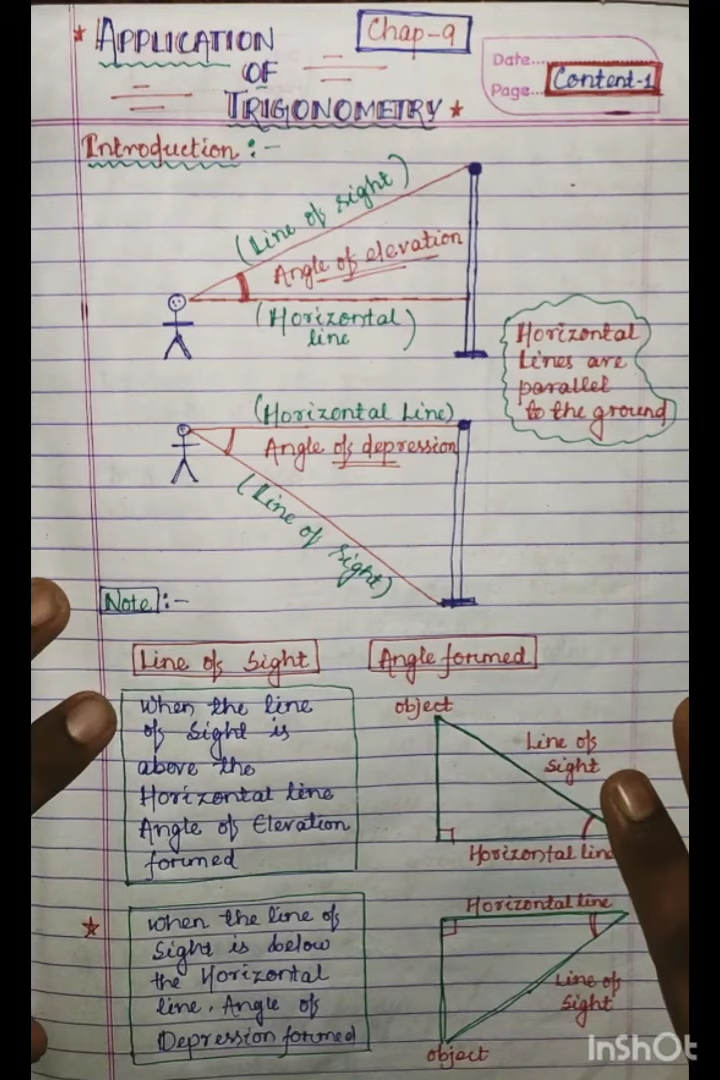 ★ APPLICATION
OF
TRIGONOMETRY ★
Chap-9
Date......
Page...
Content-1
Introduction :-
(Line of sight)
Angle of elevation
(Horizontal
line)
Horizontal
Lines are
parallel
to the ground
(Horizontal Line)
Angle of depression
(Line of sight)
Note :-
Line of Sight
Angle formed
When the line
of Sight is
above the
Horizontal line
Angle of Elevation
formed
object
Line of
Sight
Horizontal line
★
When the line of
Sight is below
the Horizontal
line, Angle of
Depression formed
Horizontal line
Line of
Sight
object
InShOt